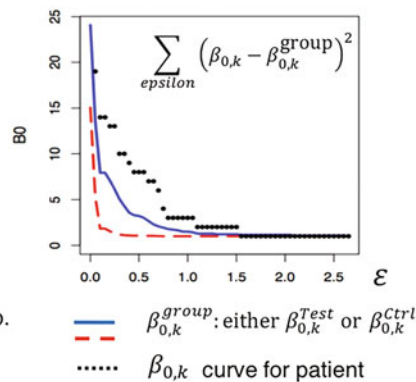 25
20
15
10
5
0
B0
∑ (β0,k − β0,k^group)²
epsilon
0.0 0.5 1.0 1.5 2.0 2.5
ε
β0,k^group: either β0,k^Test or β0,k^Ctrl
β0,k curve for patient